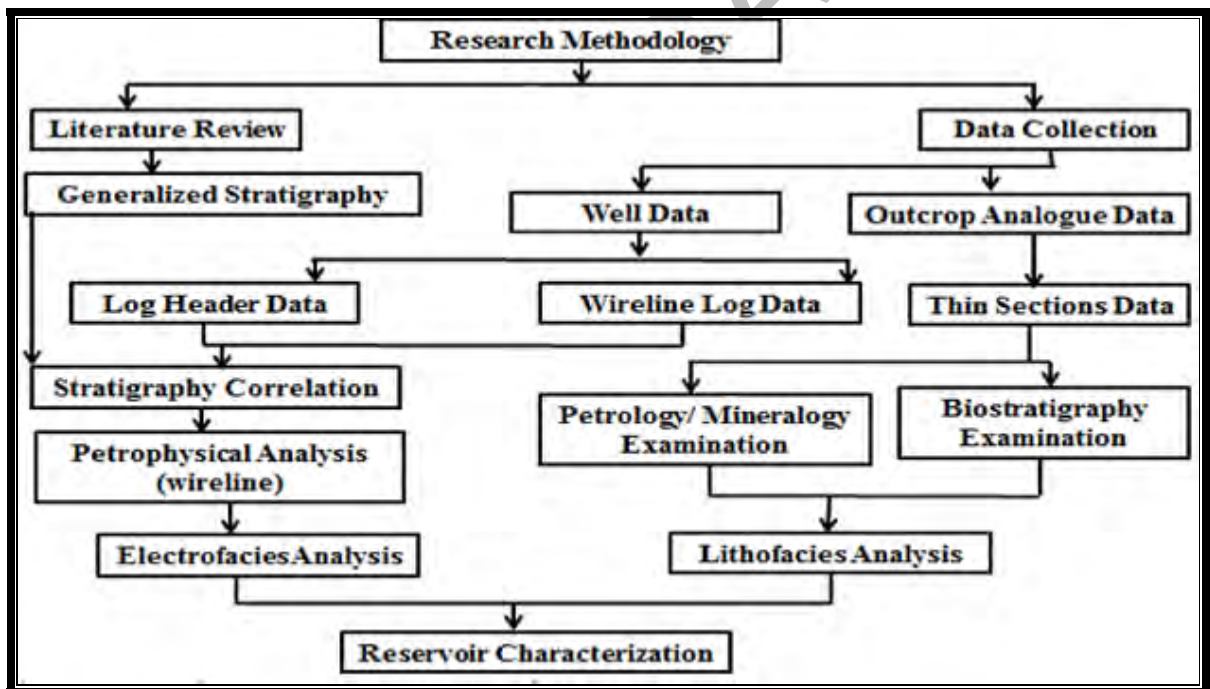 Research Methodology
Literature Review
Data Collection
Generalized Stratigraphy
Well Data
Outcrop Analogue Data
Log Header Data
Wireline Log Data
Thin Sections Data
Stratigraphy Correlation
Petrology/ Mineralogy
Examination
Biostratigraphy
Examination
Petrophysical Analysis
(wireline)
Electrofacies Analysis
Lithofacies Analysis
Reservoir Characterization